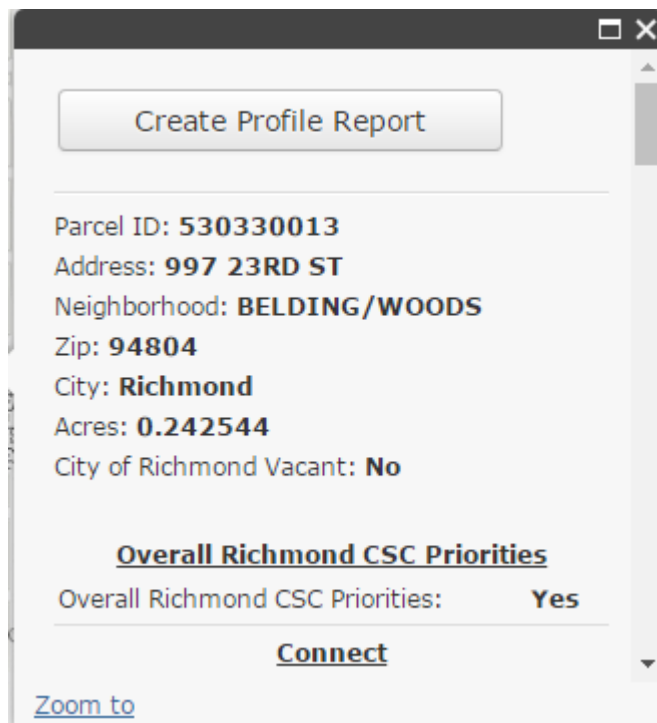 Create Profile Report
Parcel ID: 530330013
Address: 997 23RD ST
Neighborhood: BELDING/WOODS
Zip: 94804
City: Richmond
Acres: 0.242544
City of Richmond Vacant: No
Overall Richmond CSC Priorities
Overall Richmond CSC Priorities: Yes
Connect
Zoom to